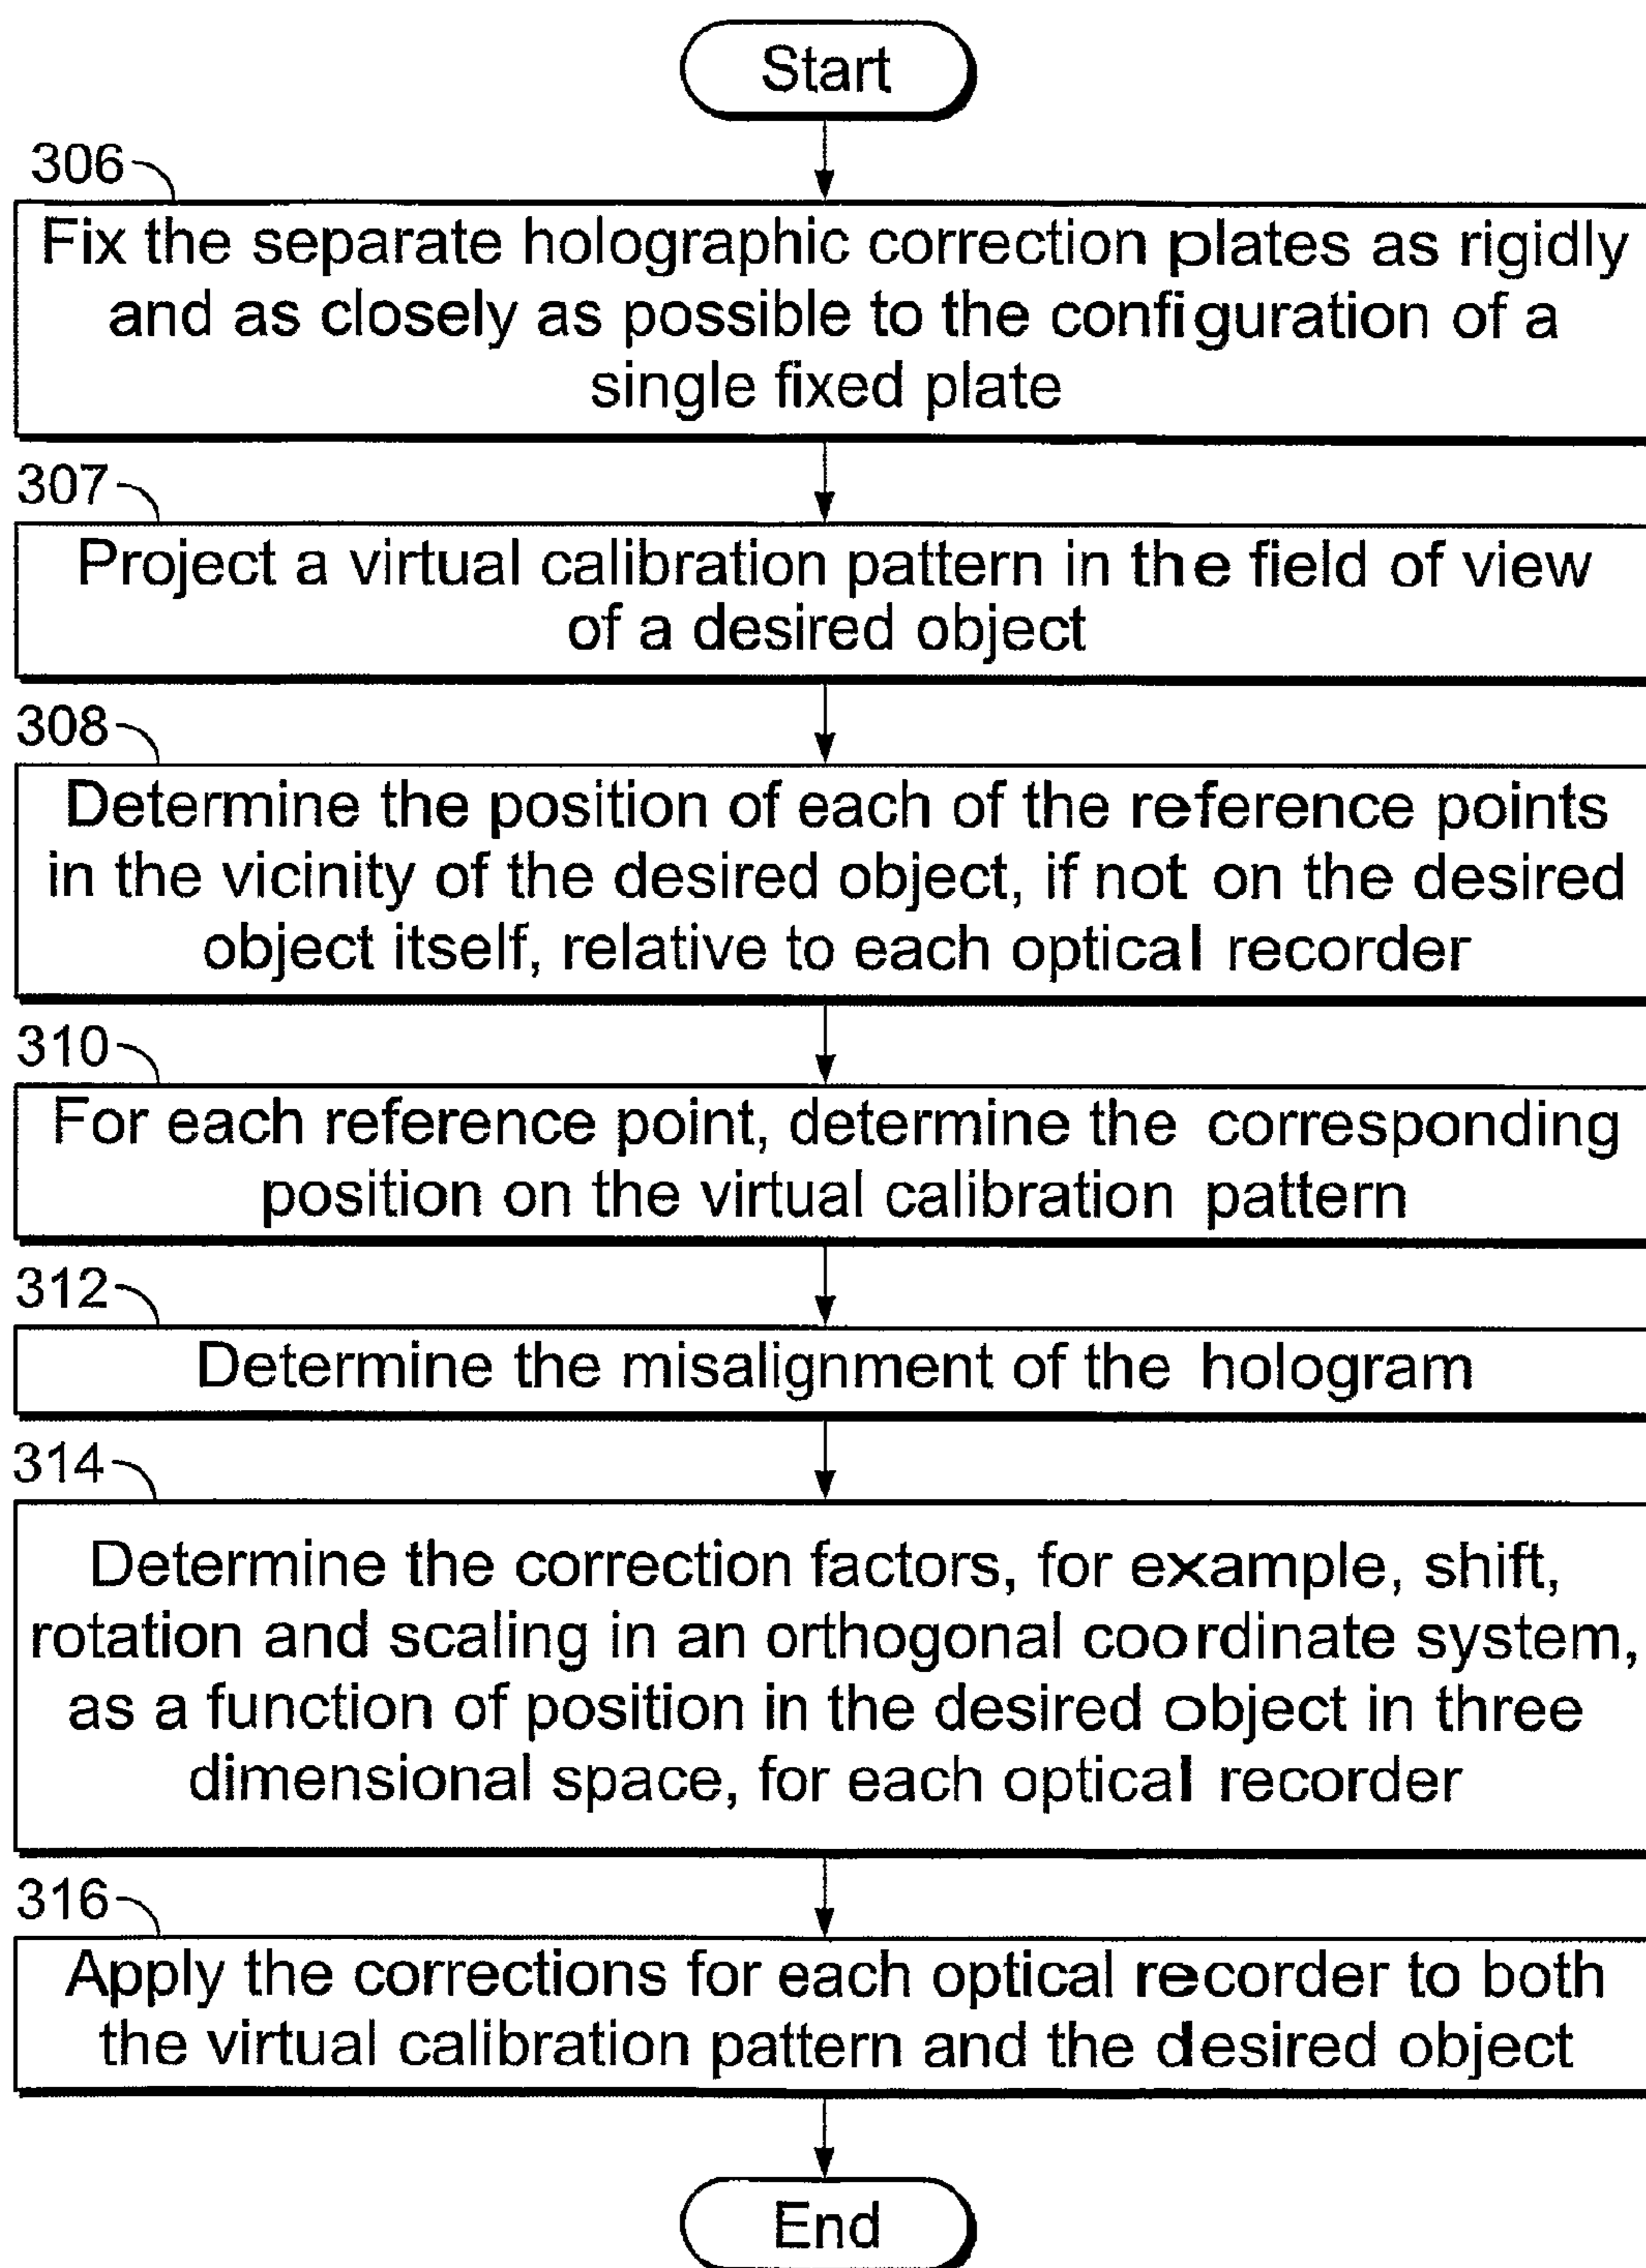 Start
306
Fix the separate holographic correction plates as rigidly
and as closely as possible to the configuration of a
single fixed plate
307
Project a virtual calibration pattern in the field of view
of a desired object
308
Determine the position of each of the reference points
in the vicinity of the desired object, if not on the desired
object itself, relative to each optical recorder
310
For each reference point, determine the corresponding
position on the virtual calibration pattern
312
Determine the misalignment of the hologram
314
Determine the correction factors, for example, shift,
rotation and scaling in an orthogonal coordinate system,
as a function of position in the desired object in three
dimensional space, for each optical recorder
316
Apply the corrections for each optical recorder to both
the virtual calibration pattern and the desired object
End